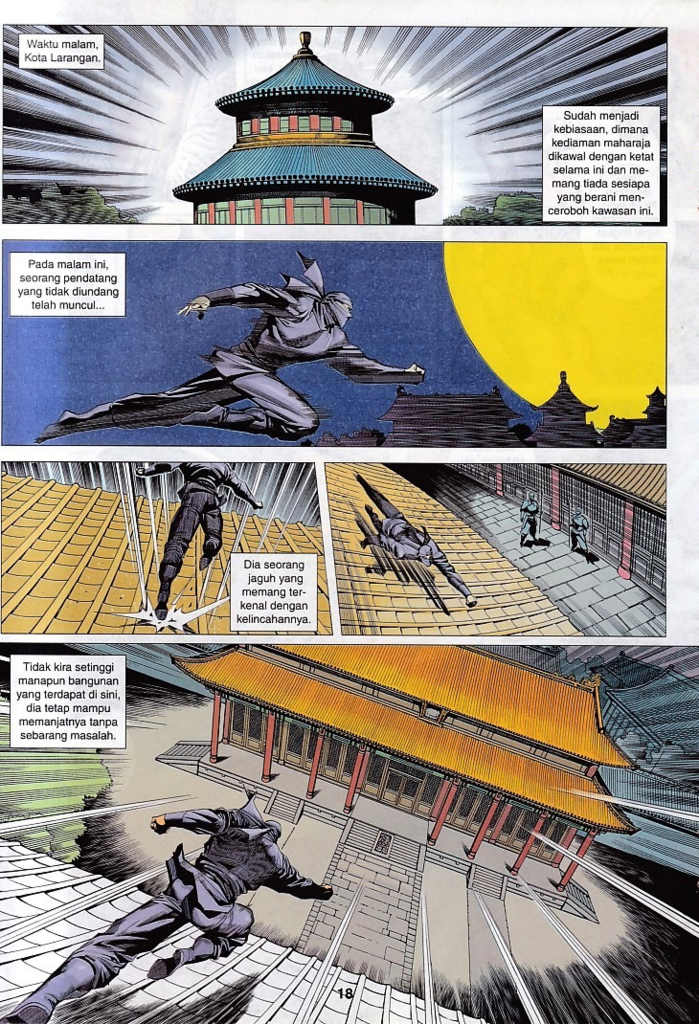 Waktu malam,
Kota Larangan.
Sudah menjadi
kebiasaan, dimana
kediaman maharaja
dikawal dengan ketat
selama ini dan me-
mang tiada sesiapa
yang berani men-
ceroboh kawasan ini.
Pada malam ini,
seorang pendatang
yang tidak diundang
telah muncul...
Dia seorang
jaguh yang
memang ter-
kenal dengan
kelincahannya.
Tidak kira setinggi
manapun bangunan
yang terdapat di sini,
dia tetap mampu
memanjatnya tanpa
sebarang masalah.
18